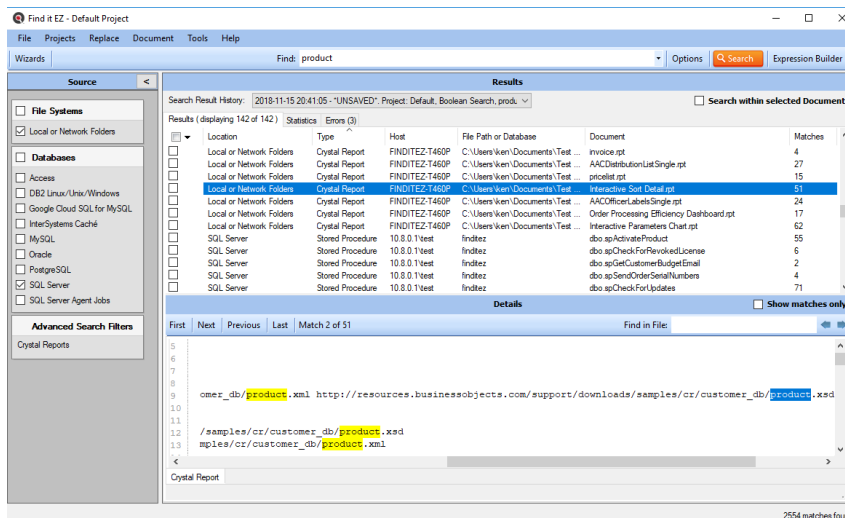 Find it EZ - Default Project
File Projects Replace Document Tools Help
Wizards Find: product Options Search Expression Builder
Source < Results
Search Result History: 2018-11-15 20:41:05 - *UNSAVED*. Project: Default, Boolean Search, produ Search within selected Document
File Systems
Results ( displaying 142 of 142 ) Statistics Errors (3)
Local or Network Folders
Location Type Host File Path or Database Document Matches
Local or Network Folders Crystal Report FINDITEZ-T460P C:\Users\ken\Documents\Test ... invoice.rpt 4
Databases
Local or Network Folders Crystal Report FINDITEZ-T460P C:\Users\ken\Documents\Test ... AACDistributionListSingle.rpt 27
Access
Local or Network Folders Crystal Report FINDITEZ-T460P C:\Users\ken\Documents\Test ... pricelist.rpt 15
DB2 Linux/Unix/Windows
Local or Network Folders Crystal Report FINDITEZ-T460P C:\Users\ken\Documents\Test ... Interactive Sort Detail.rpt 51
Google Cloud SQL for MySQL
Local or Network Folders Crystal Report FINDITEZ-T460P C:\Users\ken\Documents\Test ... AACOfficerLabelsSingle.rpt 24
InterSystems Caché
Local or Network Folders Crystal Report FINDITEZ-T460P C:\Users\ken\Documents\Test ... Order Processing Efficiency Dashboard.rpt 17
MySQL
Local or Network Folders Crystal Report FINDITEZ-T460P C:\Users\ken\Documents\Test ... Interactive Parameters Chart.rpt 62
Oracle
SQL Server Stored Procedure 10.8.0.1\test finditez dbo.spActivateProduct 55
PostgreSQL
SQL Server Stored Procedure 10.8.0.1\test finditez dbo.spCheckForRevokedLicense 6
SQL Server
SQL Server Stored Procedure 10.8.0.1\test finditez dbo.spGetCustomerBudgetEmail 2
SQL Server Agent Jobs
SQL Server Stored Procedure 10.8.0.1\test finditez dbo.spSendOrderSerialNumbers 4
SQL Server Stored Procedure 10.8.0.1\test finditez dbo.spCheckForUpdates 71
Details Show matches only
Advanced Search Filters
First Next Previous Last Match 2 of 51 Find in File:
Crystal Reports
5
6
7
8
9 omer_db/product.xml http://resources.businessobjects.com/support/downloads/samples/cr/customer_db/product.xsd
10
11
12 /samples/cr/customer_db/product.xsd
13 mples/cr/customer_db/product.xml
Crystal Report
2554 matches fou